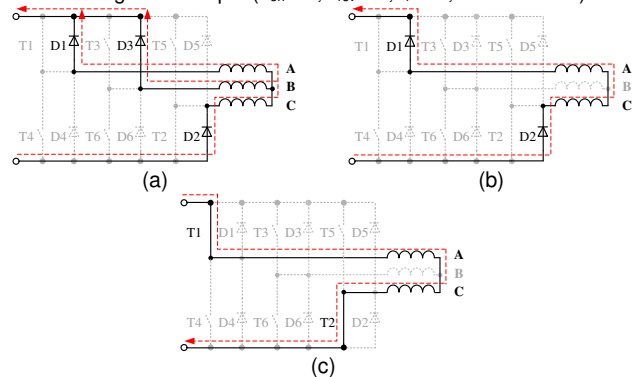 T1 D1 T3 D3 T5 D5
A
B
C
T4 D4 T6 D6 T2 D2
(a)
T1 D1 T3 D3 T5 D5
A
B
C
T4 D4 T6 D6 T2 D2
(b)
T1 D1 T3 D3 T5 D5
A
B
C
T4 D4 T6 D6 T2 D2
(c)